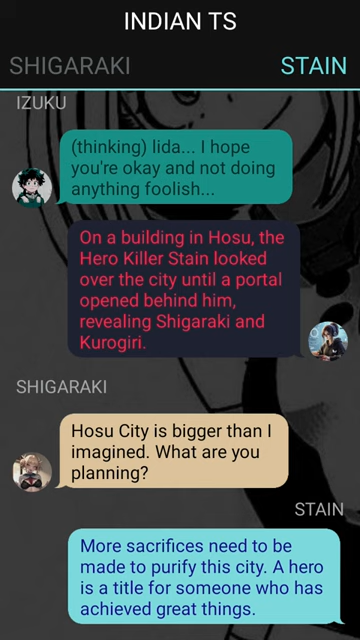 INDIAN TS
SHIGARAKI
STAIN
IZUKU
(thinking) Iida... I hope
you're okay and not doing
anything foolish...
On a building in Hosu, the
Hero Killer Stain looked
over the city until a portal
opened behind him,
revealing Shigaraki and
Kurogiri.
SHIGARAKI
Hosu City is bigger than I
imagined. What are you
planning?
STAIN
More sacrifices need to be
made to purify this city. A hero
is a title for someone who has
achieved great things.